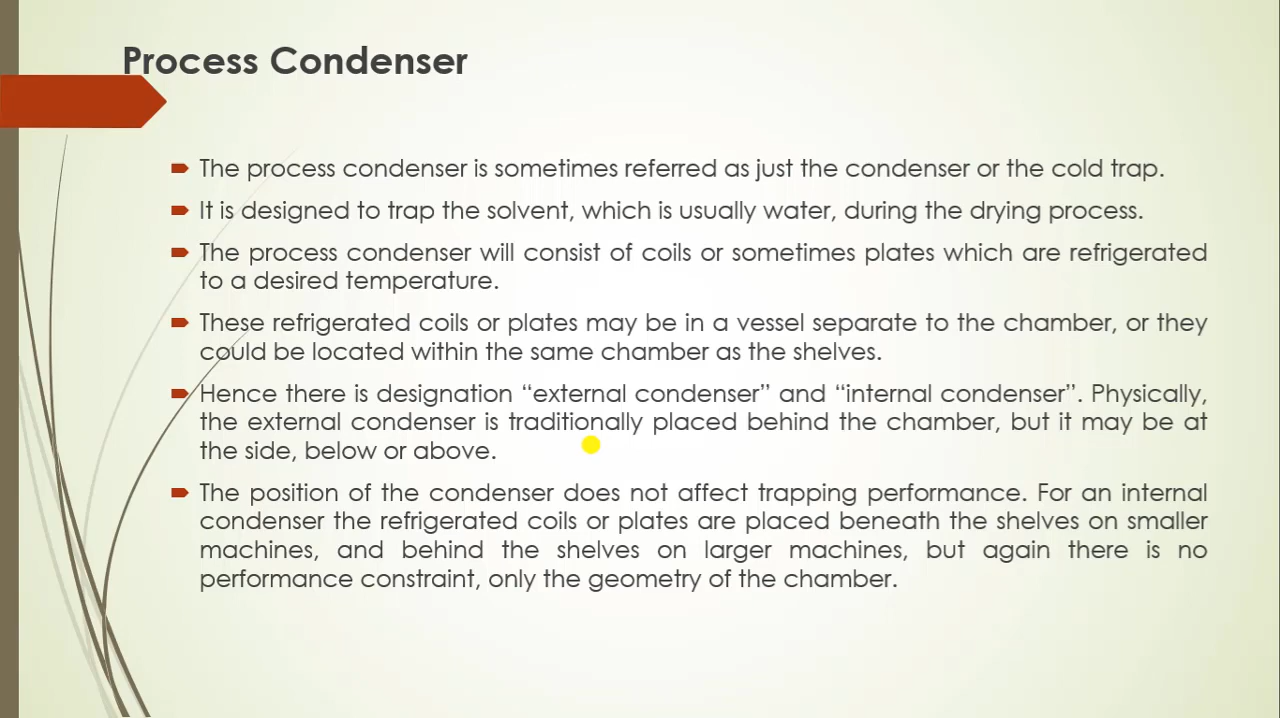 Process Condenser
The process condenser is sometimes referred as just the condenser or the cold trap.
It is designed to trap the solvent, which is usually water, during the drying process.
The process condenser will consist of coils or sometimes plates which are refrigerated
to a desired temperature.
These refrigerated coils or plates may be in a vessel separate to the chamber, or they
could be located within the same chamber as the shelves.
Hence there is designation “external condenser” and “internal condenser”. Physically,
the external condenser is traditionally placed behind the chamber, but it may be at
the side, below or above.
The position of the condenser does not affect trapping performance. For an internal
condenser the refrigerated coils or plates are placed beneath the shelves on smaller
machines, and behind the shelves on larger machines, but again there is no
performance constraint, only the geometry of the chamber.